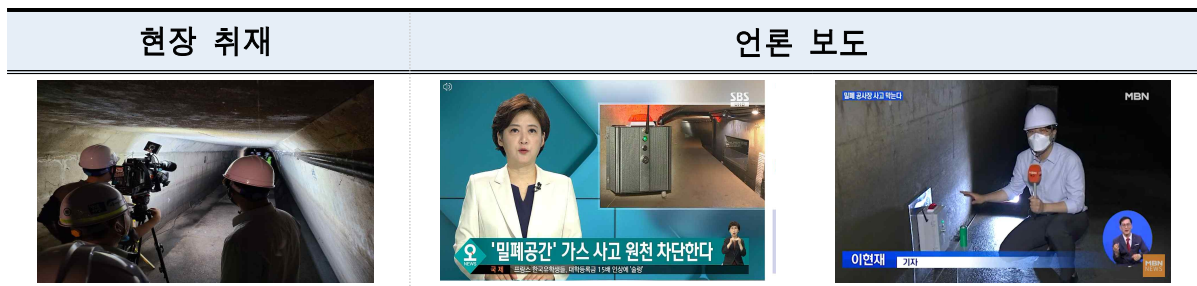 현장 취재
언론 보도
SBS
'밀폐공간' 가스 사고 원천 차단한다
오
NEWS
국제 프랑스 한국유학생들, 대학등록금 15배 인상에 '술렁'
밀폐 공사장 사고 막는다
MBN
이현재 기자
MBN
NEWS